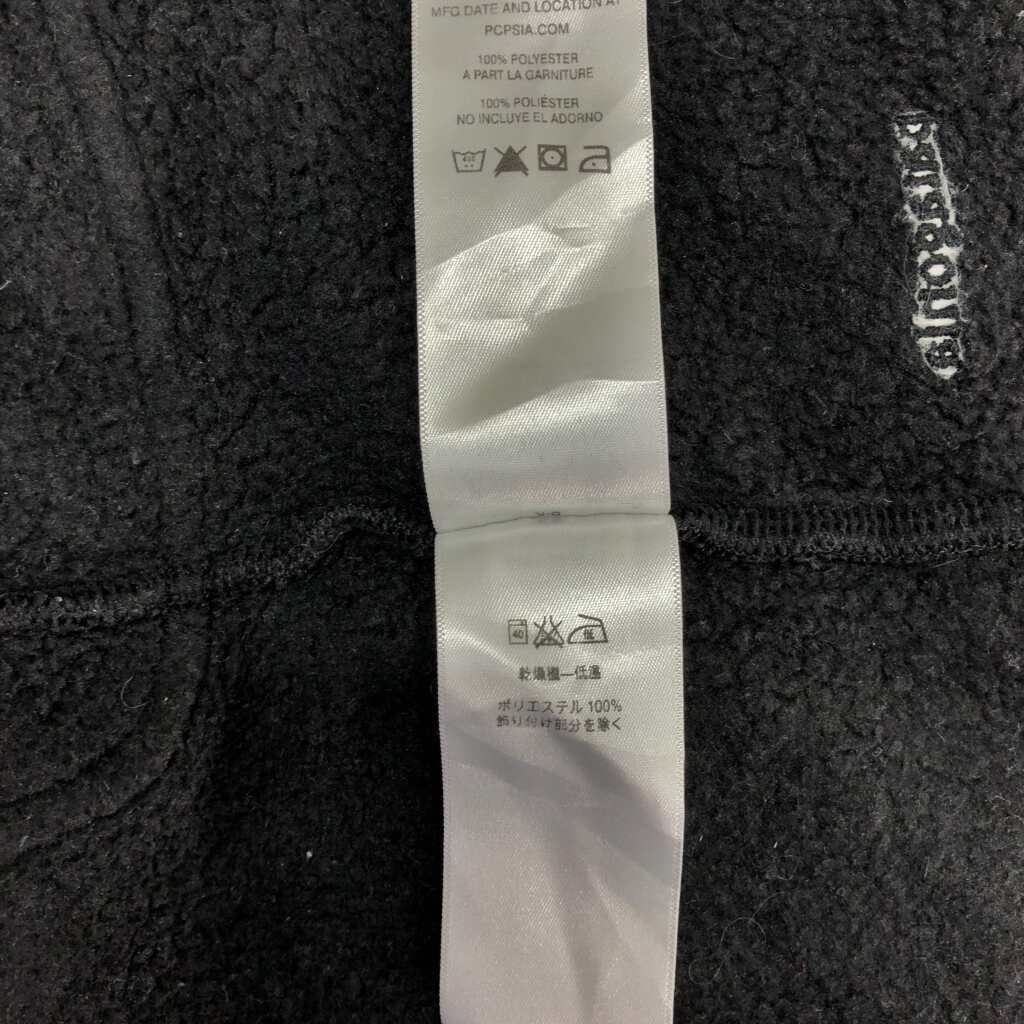 MFG DATE AND LOCATION AT
PCPSIA.COM
100% POLYESTER
A PART LA GARNITURE
100% POLIÉSTER
NO INCLUYE EL ADORNO
40
乾燥機―低温
ポリエステル 100%
飾り付け部分を除く